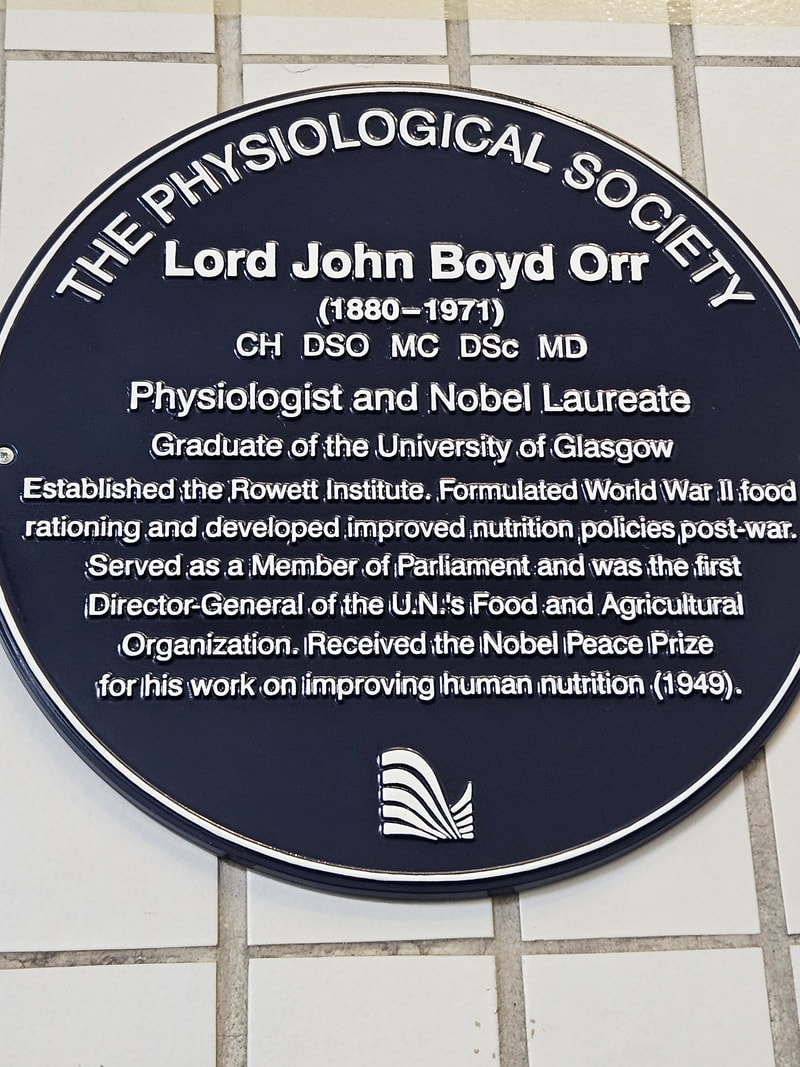 THE PHYSIOLOGICAL SOCIETY
Lord John Boyd Orr
(1880–1971)
CH DSO MC DSc MD
Physiologist and Nobel Laureate
Graduate of the University of Glasgow
Established the Rowett Institute. Formulated World War II food
rationing and developed improved nutrition policies post-war.
Served as a Member of Parliament and was the first
Director-General of the U.N.'s Food and Agricultural
Organization. Received the Nobel Peace Prize
for his work on improving human nutrition (1949).